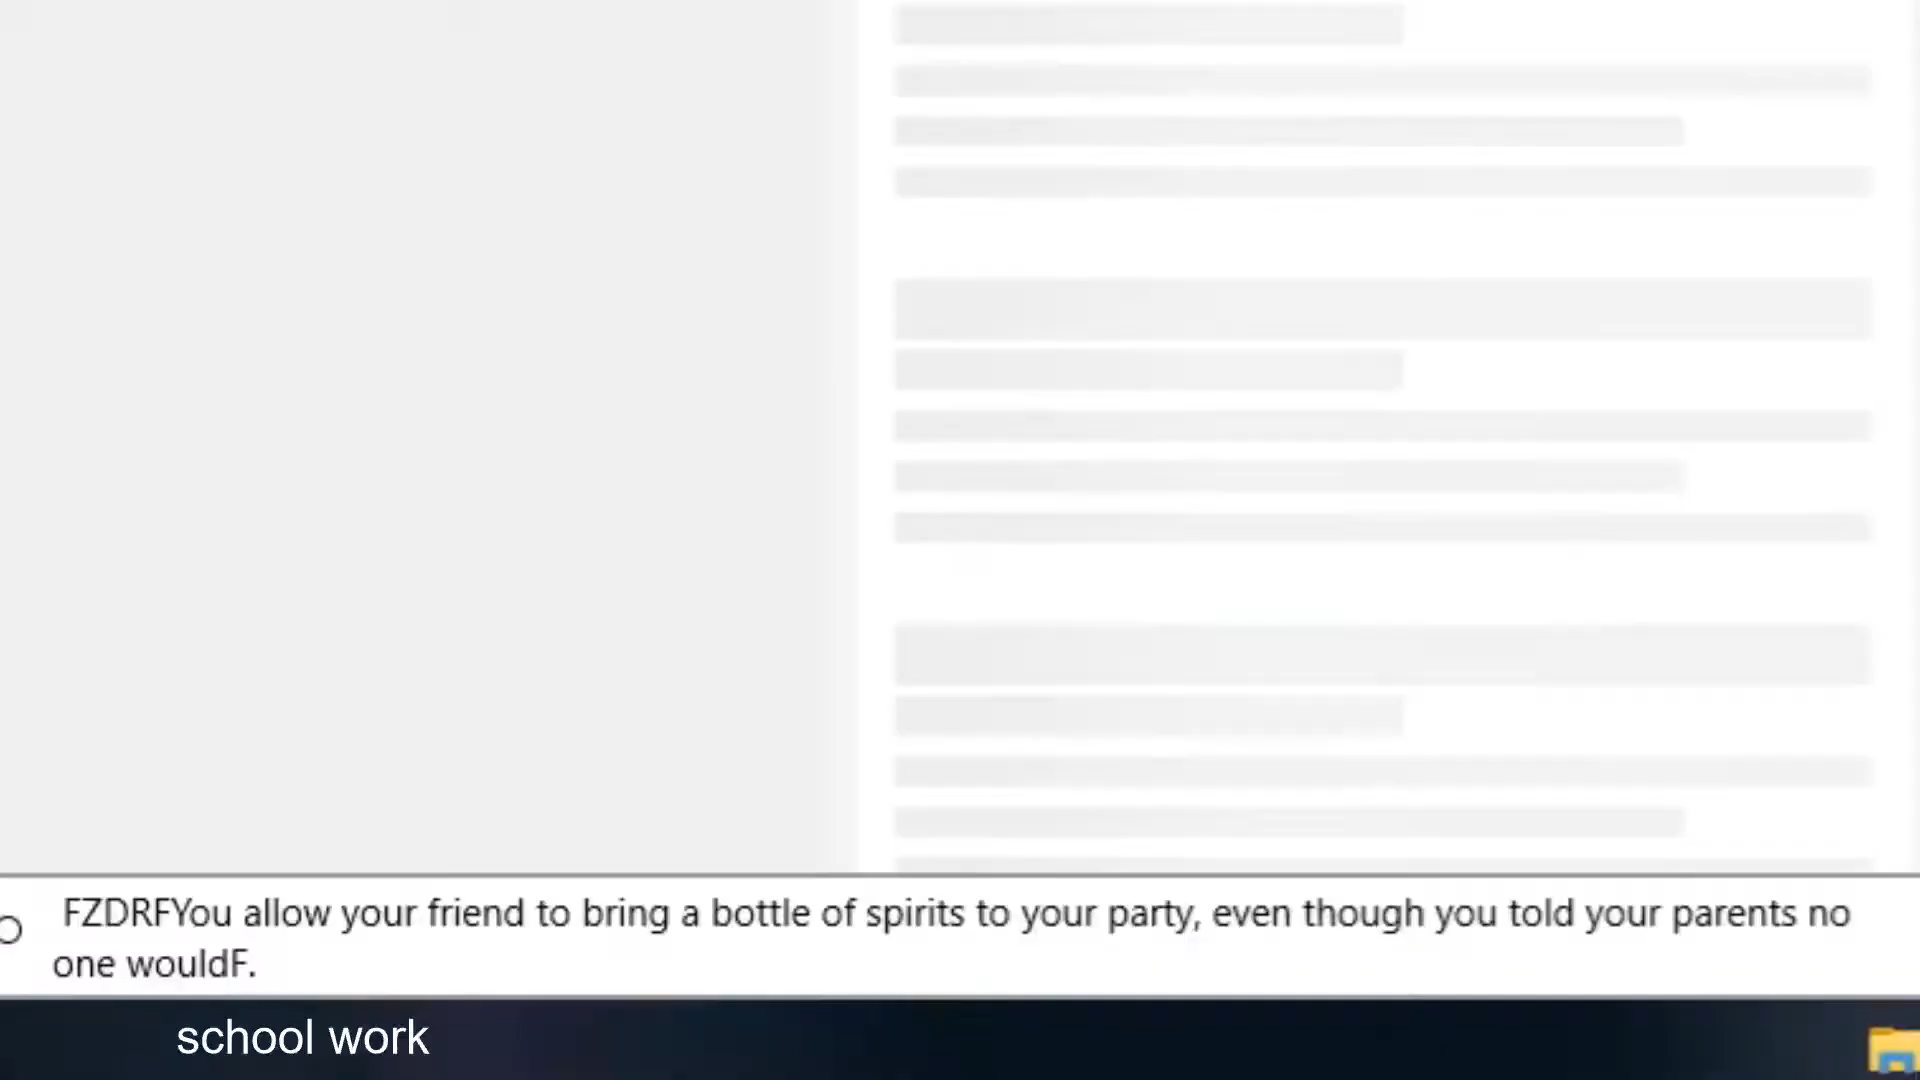 FZDRFYou allow your friend to bring a bottle of spirits to your party, even though you told your parents no
one wouldF.
school work